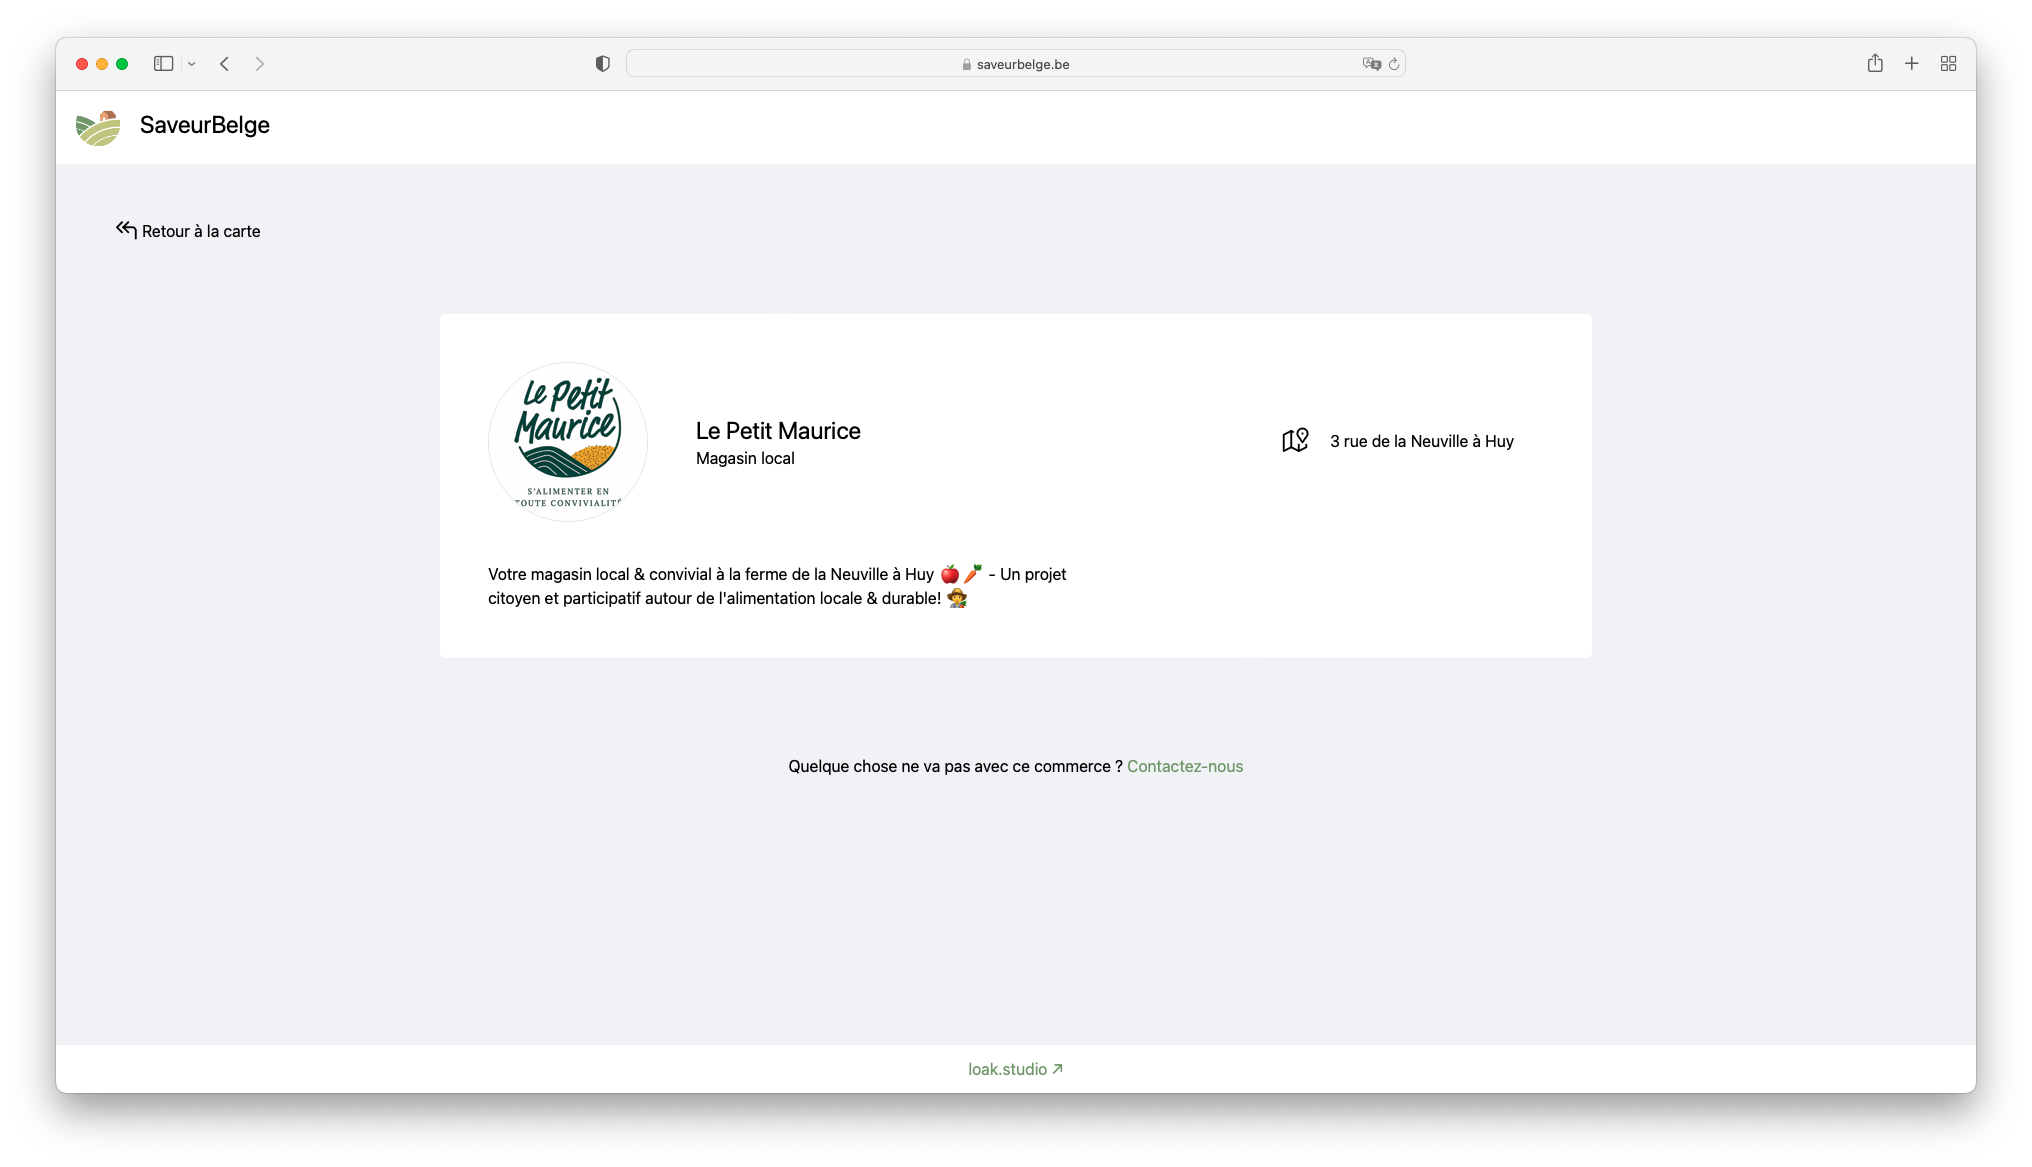 saveurbelge.be
SaveurBelge
Retour à la carte
Le Petit
Maurice
S'ALIMENTER EN
TOUTE CONVIVIALITÉ
Le Petit Maurice
Magasin local
3 rue de la Neuville à Huy
Votre magasin local & convivial à la ferme de la Neuville à Huy 🍎🥕 - Un projet
citoyen et participatif autour de l'alimentation locale & durable! 🧑‍🌾
Quelque chose ne va pas avec ce commerce ? Contactez-nous
loak.studio ↗